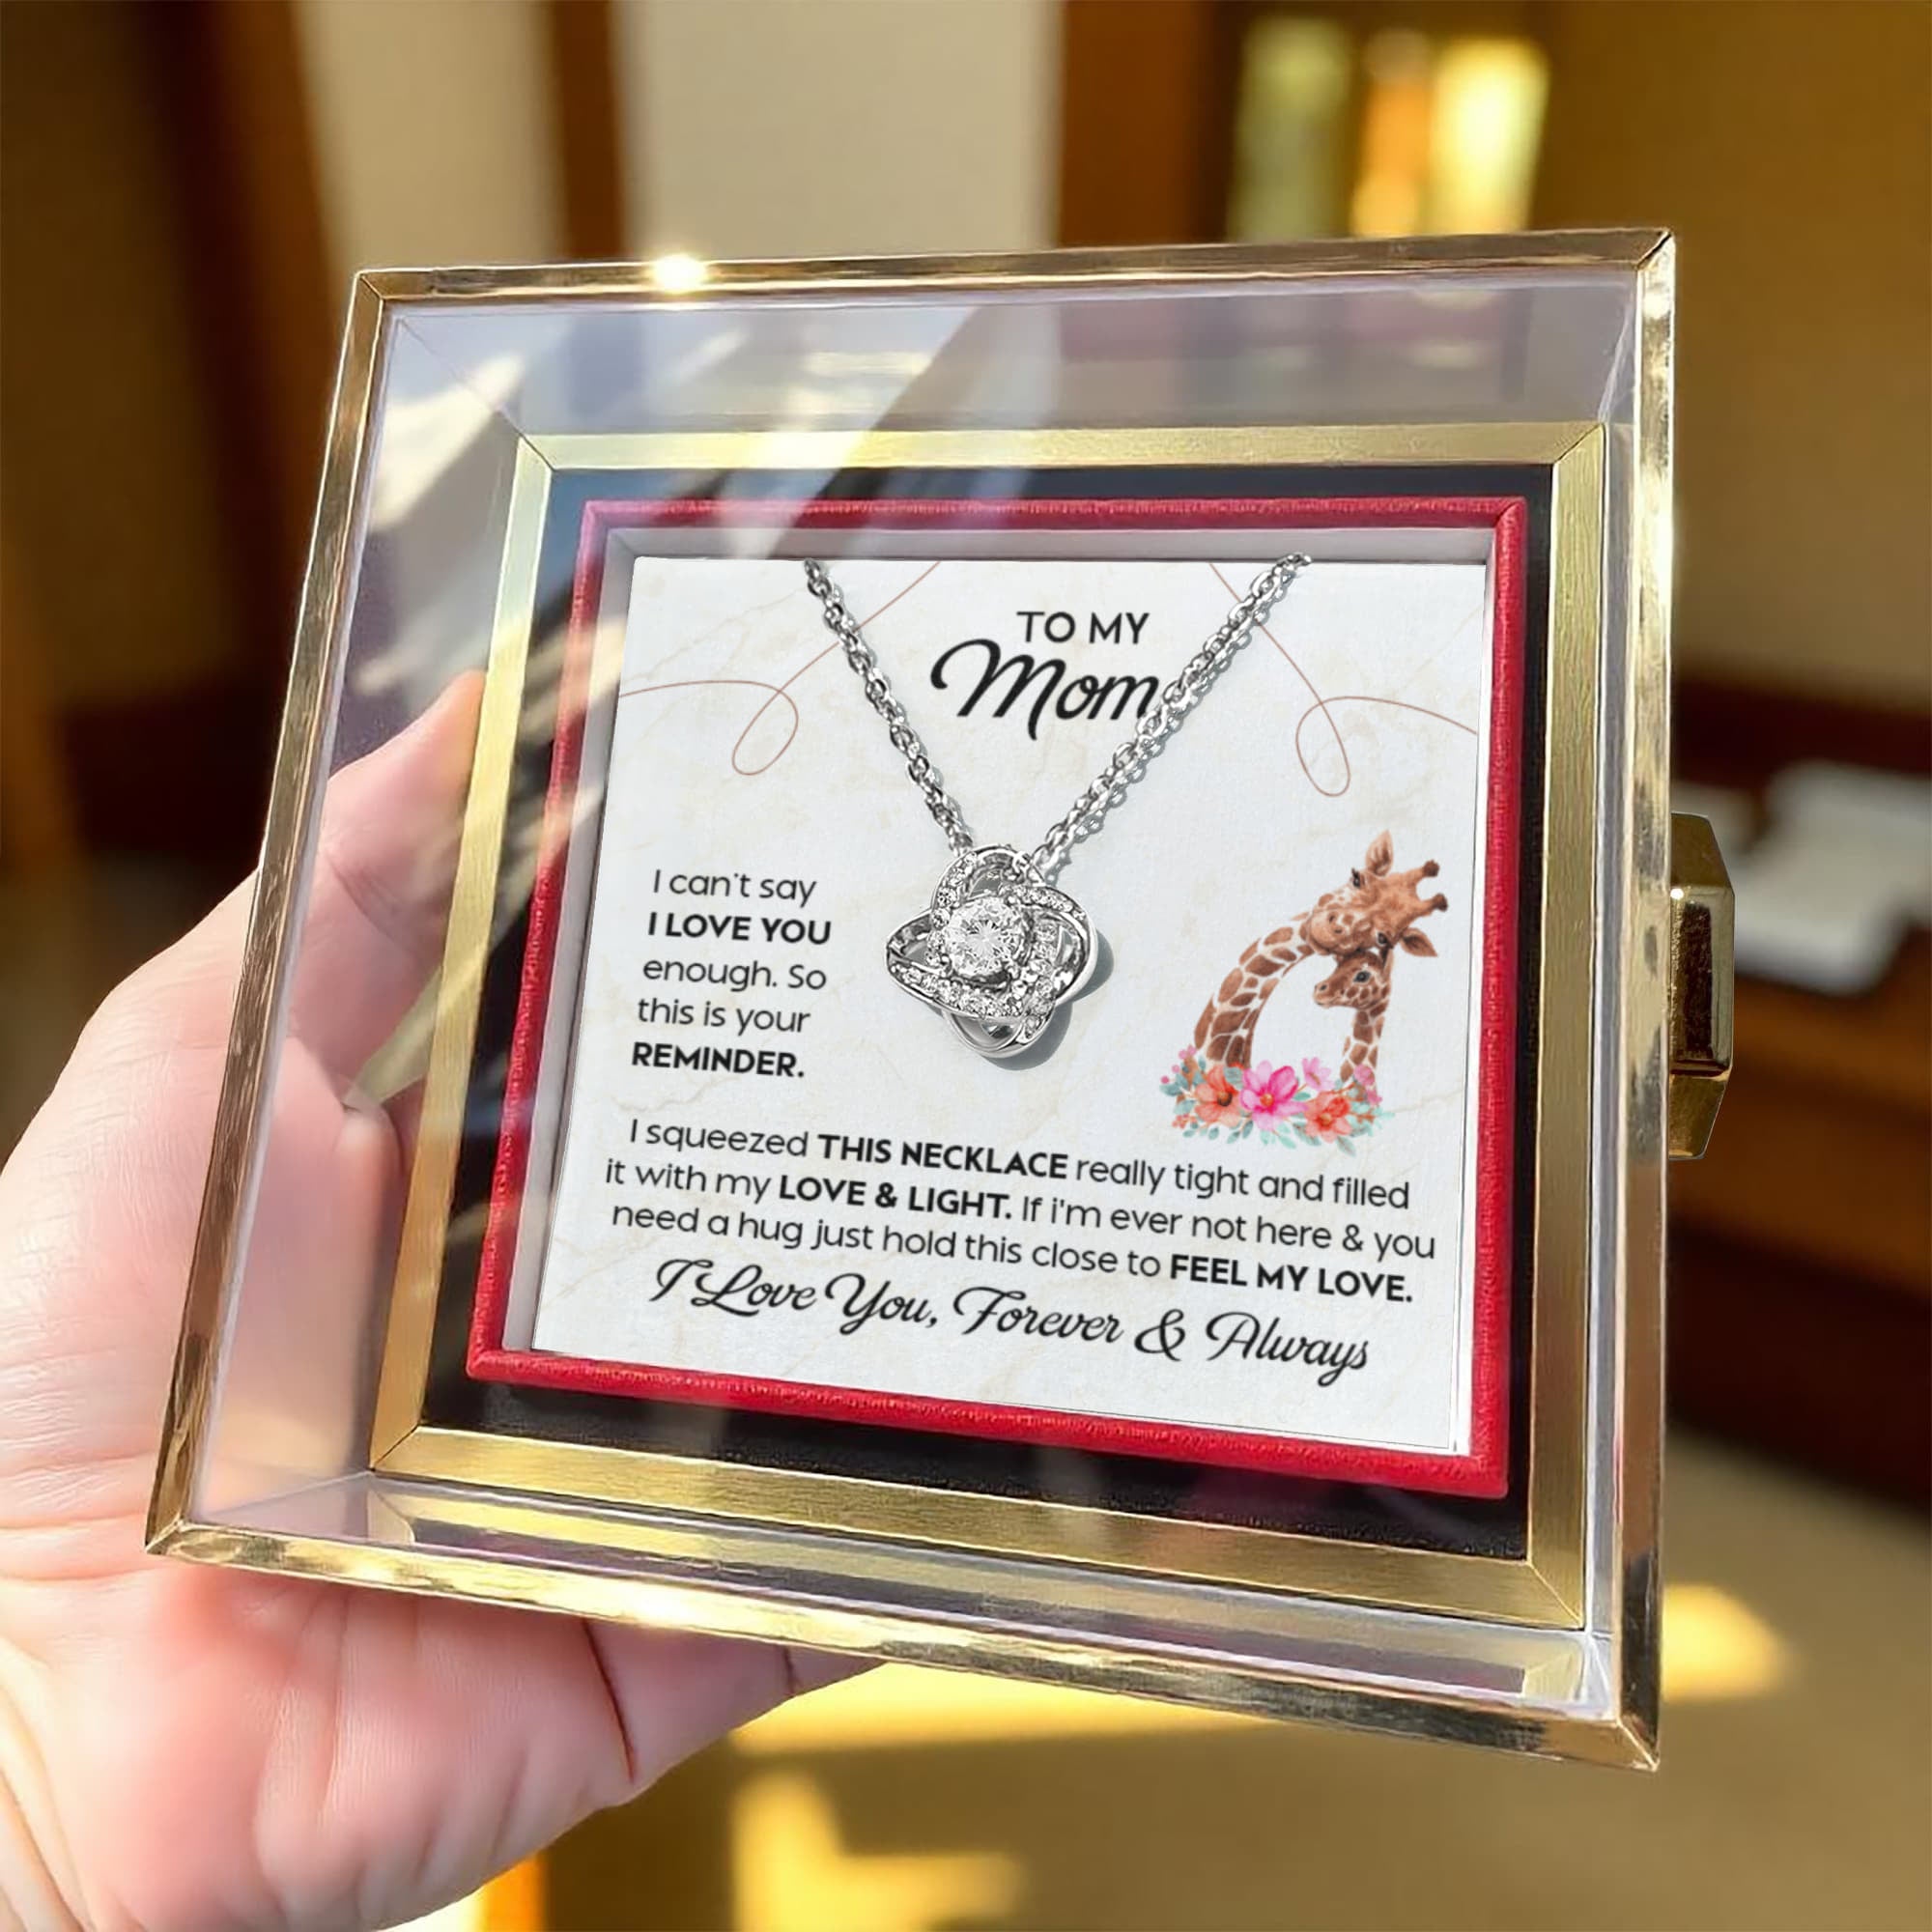 TO MY
Mom
I can't say
I LOVE YOU
enough. So
this is your
REMINDER.
I squeezed THIS NECKLACE really tight and filled
it with my LOVE & LIGHT. If i'm ever not here & you
need a hug just hold this close to FEEL MY LOVE.
I Love You, Forever & Always